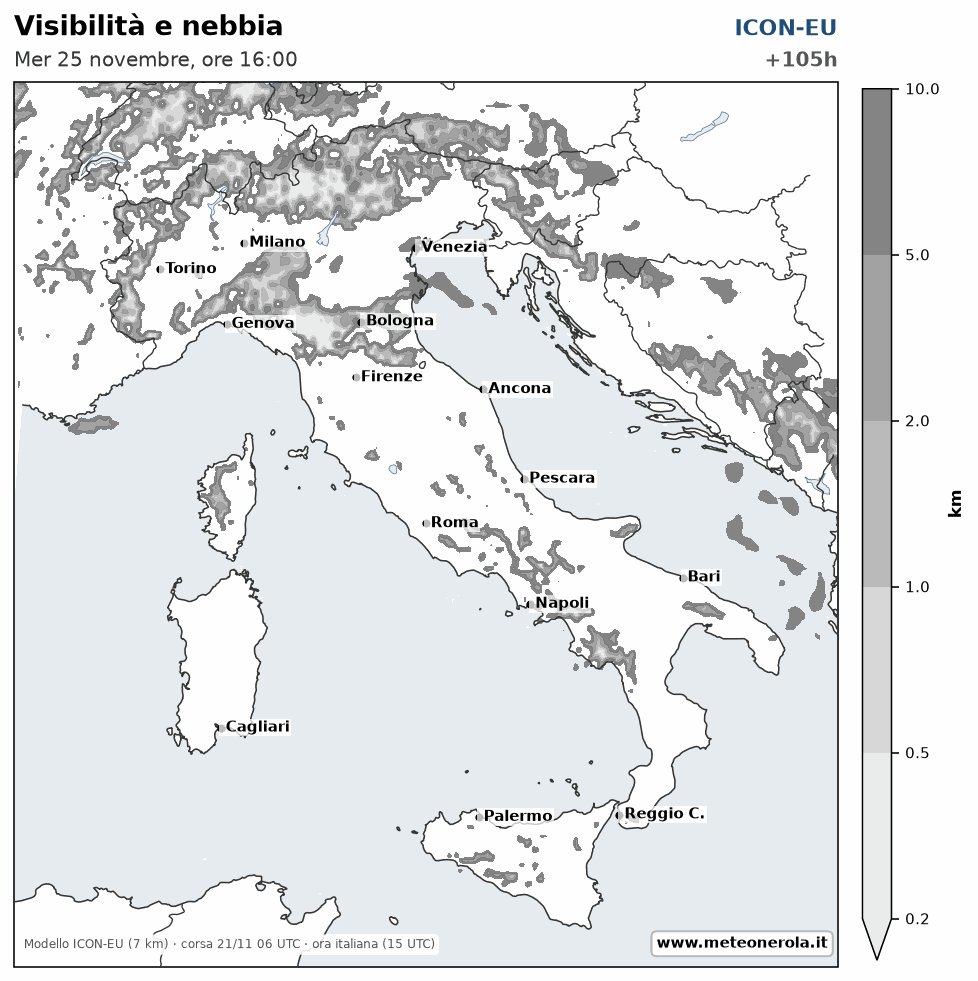 Visibilità e nebbia
ICON-EU
Mer 25 novembre, ore 16:00
+105h
10.0
5.0
2.0
1.0
0.5
0.2
km
Milano
Venezia
Torino
Genova
Bologna
Firenze
Ancona
Pescara
Roma
Bari
Napoli
Cagliari
Palermo
Reggio C.
Modello ICON-EU (7 km) · corsa 21/11 06 UTC · ora italiana (15 UTC)
www.meteonerola.it